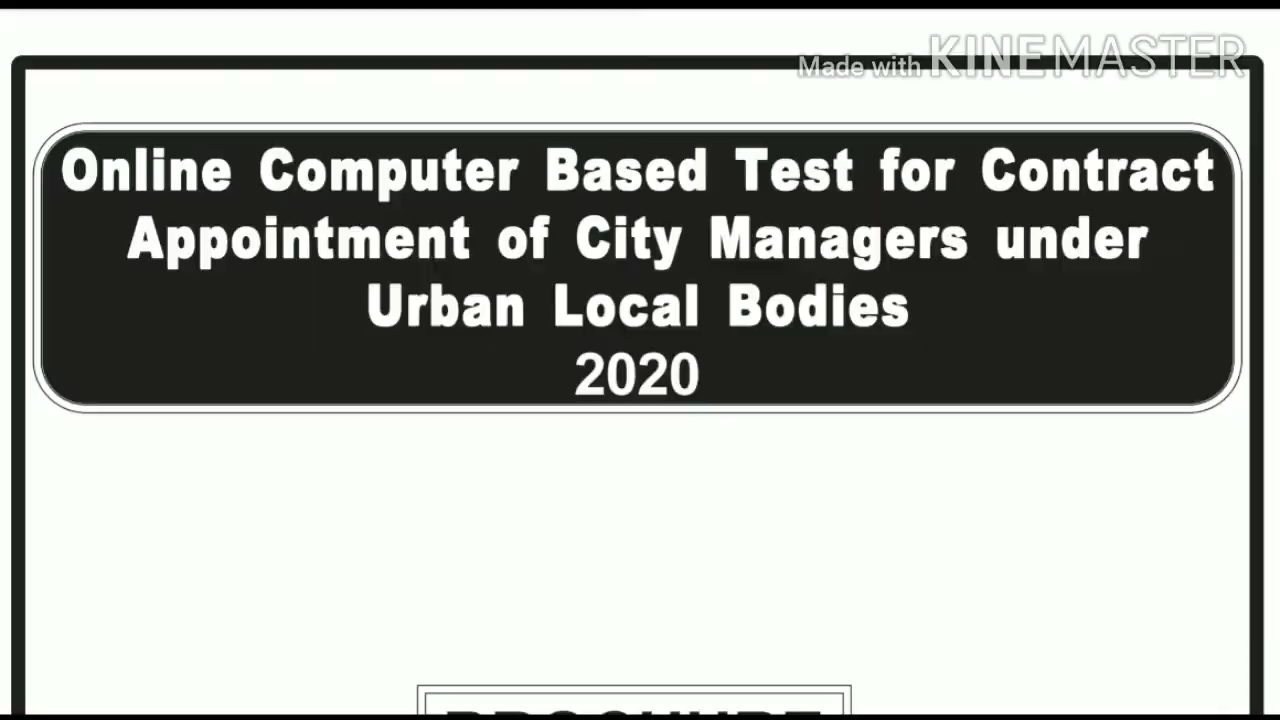 Made with KINEMASTER
Online Computer Based Test for Contract
Appointment of City Managers under
Urban Local Bodies
2020